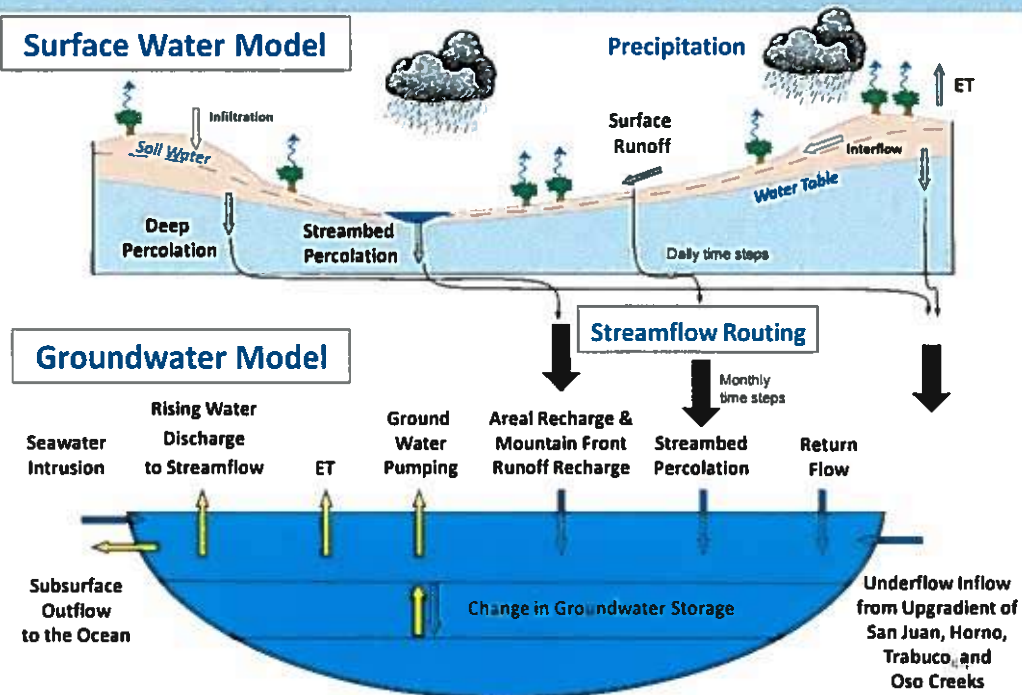 Surface Water Model
Precipitation
ET
Infiltration
Surface
Runoff
Soil Water
Interflow
Water Table
Deep
Percolation
Streambed
Percolation
Daily time steps
Streamflow Routing
Groundwater Model
Monthly
time steps
Rising Water
Discharge
to Streamflow
Seawater
Intrusion
ET
Ground
Water
Pumping
Areal Recharge &
Mountain Front
Runoff Recharge
Streambed
Percolation
Return
Flow
Subsurface
Outflow
to the Ocean
Change in Groundwater Storage
Underflow Inflow
from Upgradient of
San Juan, Horno,
Trabuco, and
Oso Creeks